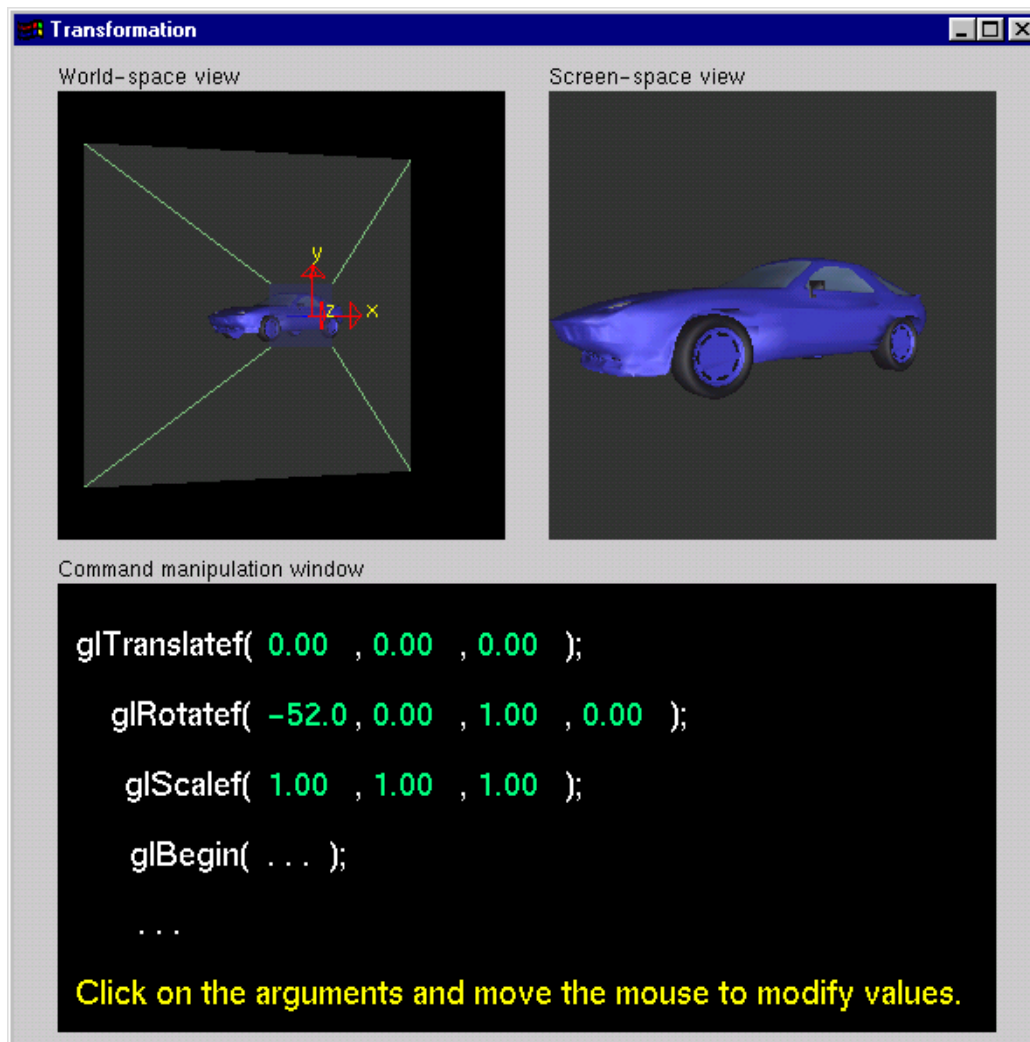 Transformation
World-space view
Screen-space view
y
z
x
Command manipulation window
glTranslatef( 0.00 , 0.00 , 0.00 );
glRotatef( -52.0 , 0.00 , 1.00 , 0.00 );
glScalef( 1.00 , 1.00 , 1.00 );
glBegin( . . . );
. . .
Click on the arguments and move the mouse to modify values.